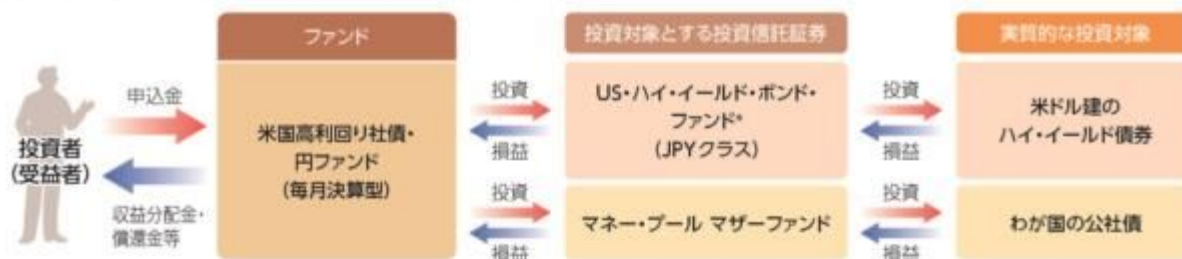 ファンド
投資対象とする投資信託証券
実質的な投資対象
申込金
投資者
(受益者)
収益分配金・
償還金等
米国高利回り社債・
円ファンド
(毎月決算型)
投資
損益
US・ハイ・イールド・ボンド・
ファンド*
(JPYクラス)
投資
損益
米ドル建の
ハイ・イールド債券
投資
損益
マネー・プール マザーファンド
投資
損益
わが国の公社債